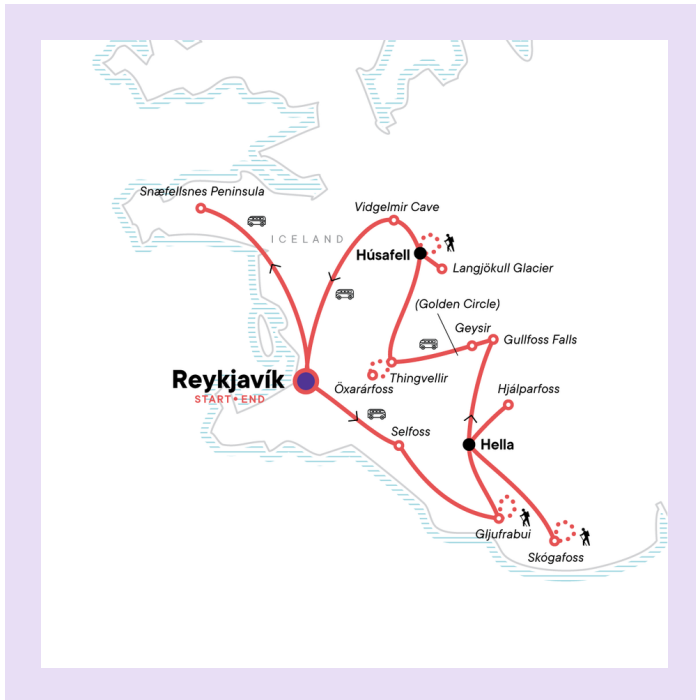 Snæfellsnes Peninsula
Vidgelmir Cave
ICELAND
Húsafell
Langjökull Glacier
(Golden Circle)
Geysir
Gullfoss Falls
Reykjavík
START•END
Öxarárfoss
Thingvellir
Hjálparfoss
Selfoss
Hella
Gljufrabui
Skógafoss